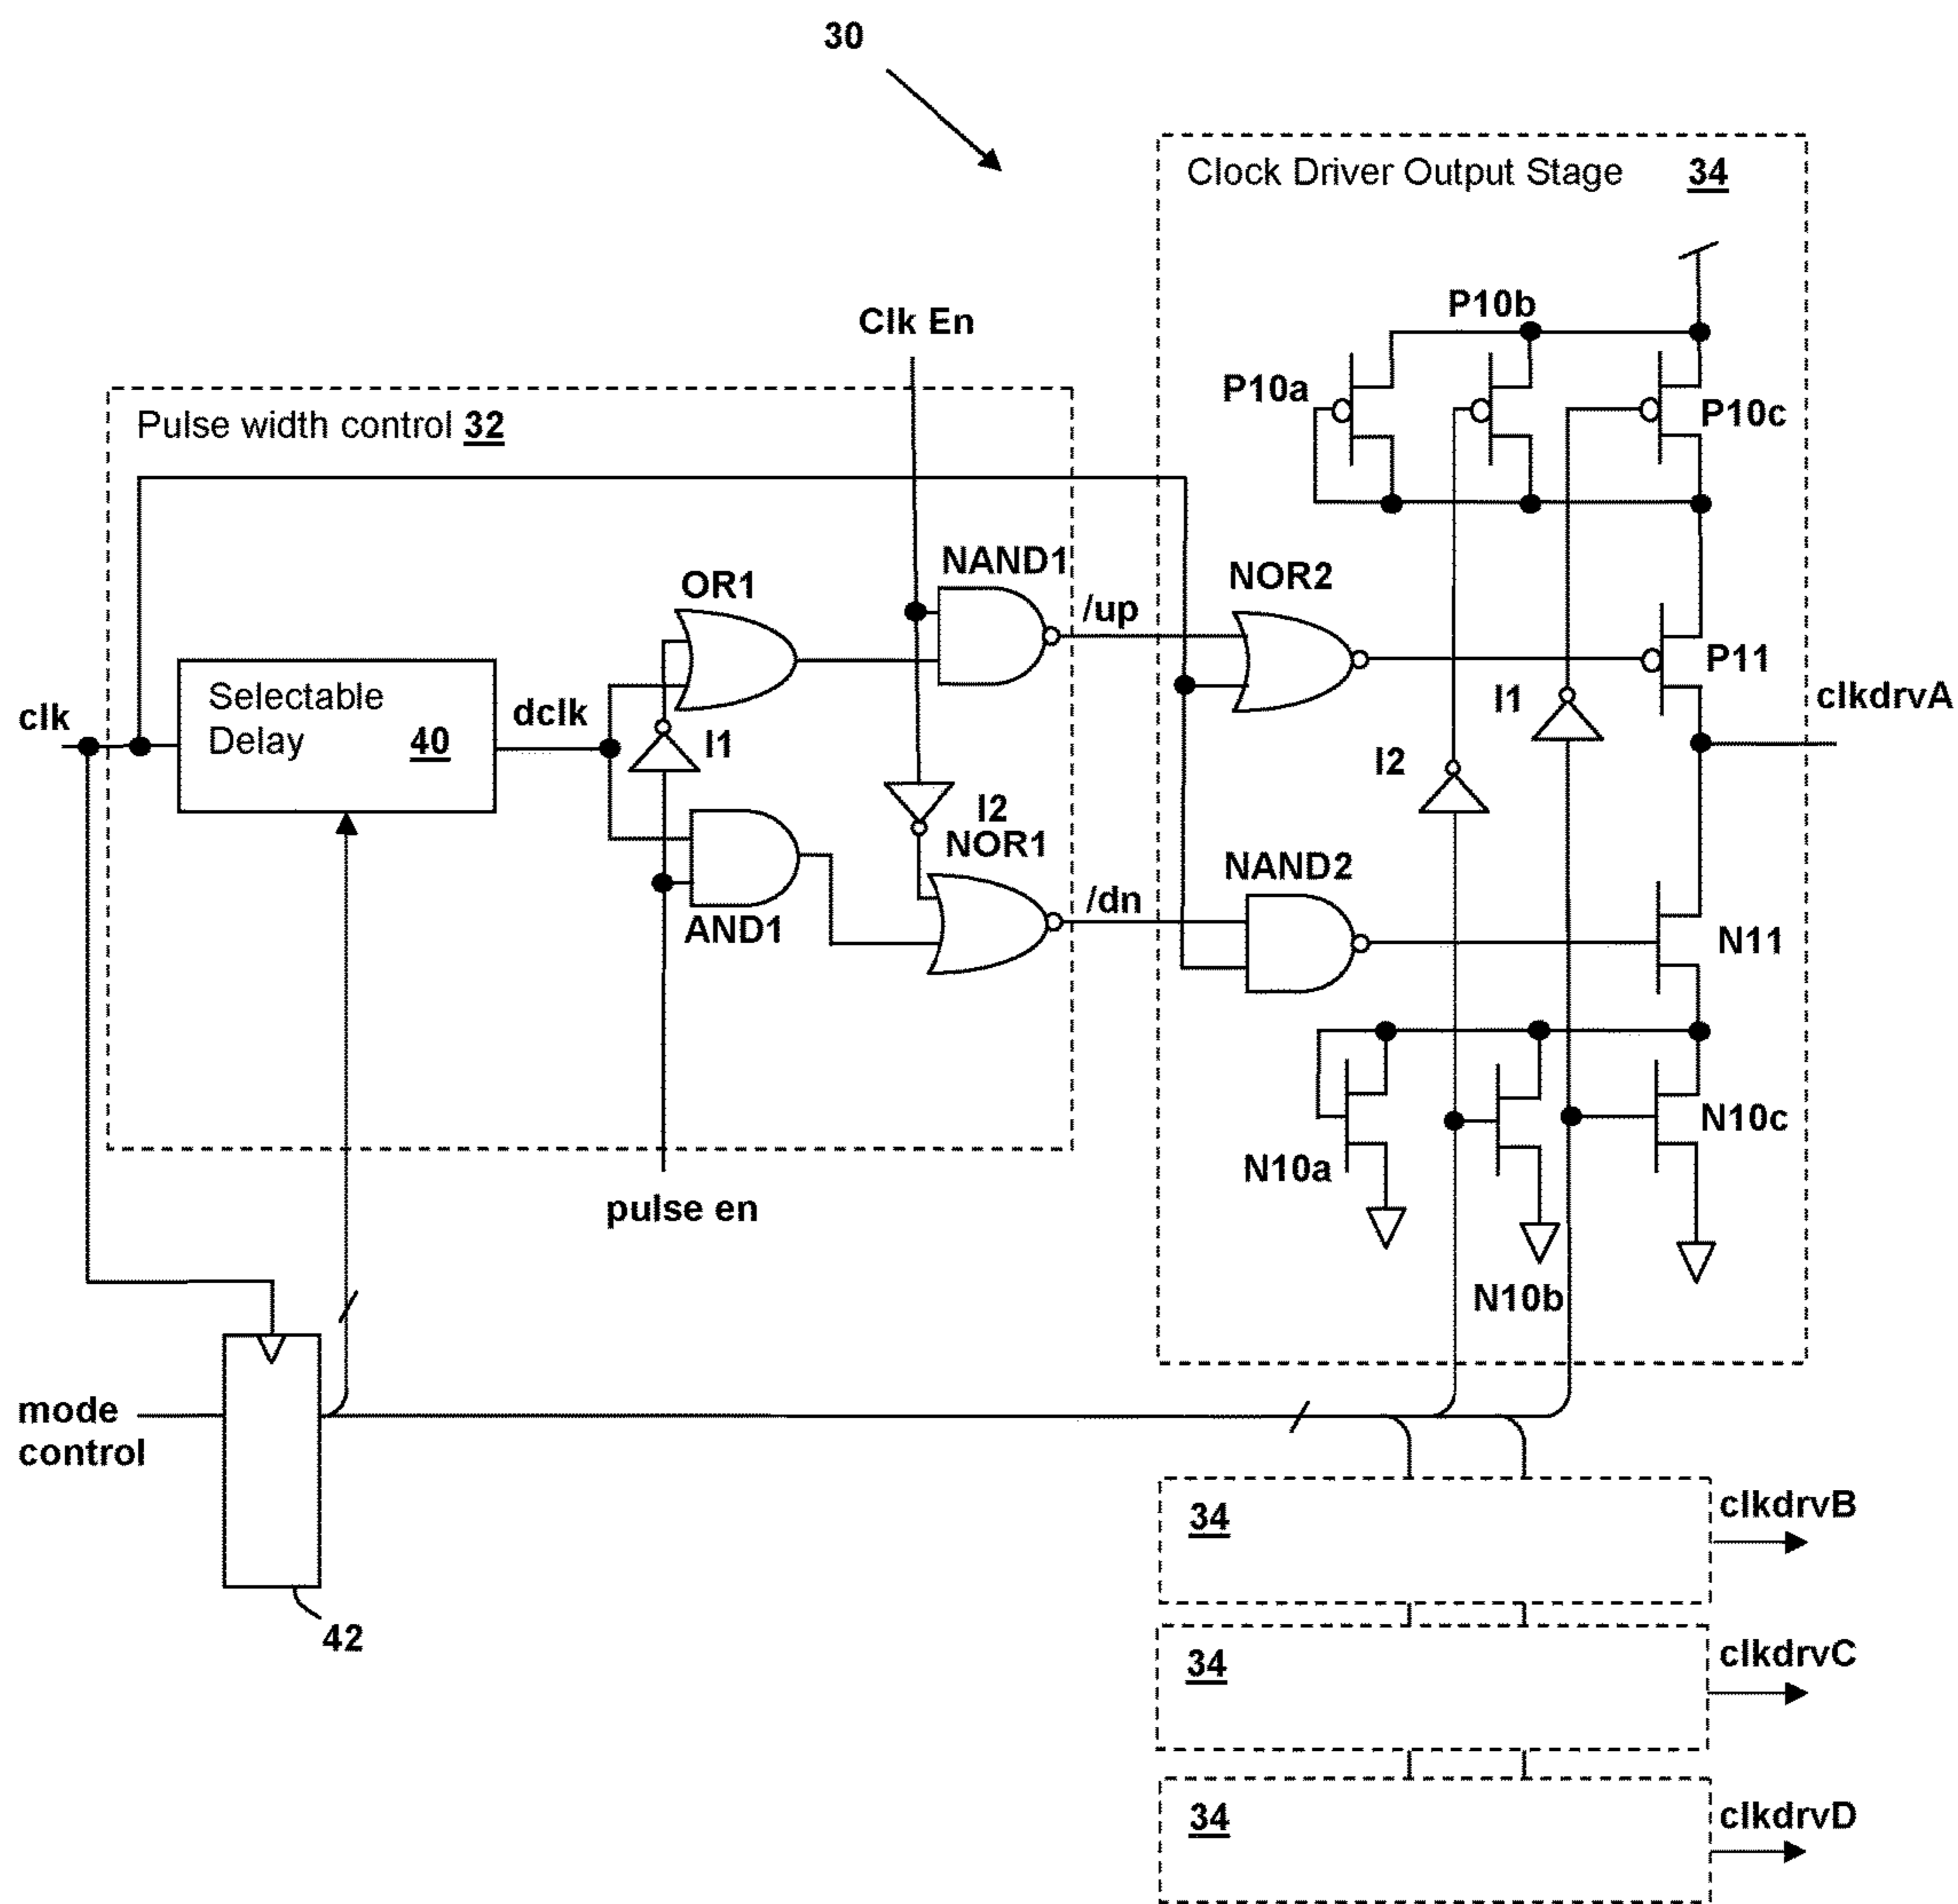 30
Clock Driver Output Stage 34
P10b
Clk En
P10a
P10c
Pulse width control 32
NAND1
OR1
/up
NOR2
P11
Selectable
Delay 40
clk
dclk
I1
I1
clkdrvA
I2
I2
NOR1
NAND2
/dn
AND1
N11
N10c
N10a
pulse en
N10b
mode
control
34
clkdrvB
42
34
clkdrvC
34
clkdrvD